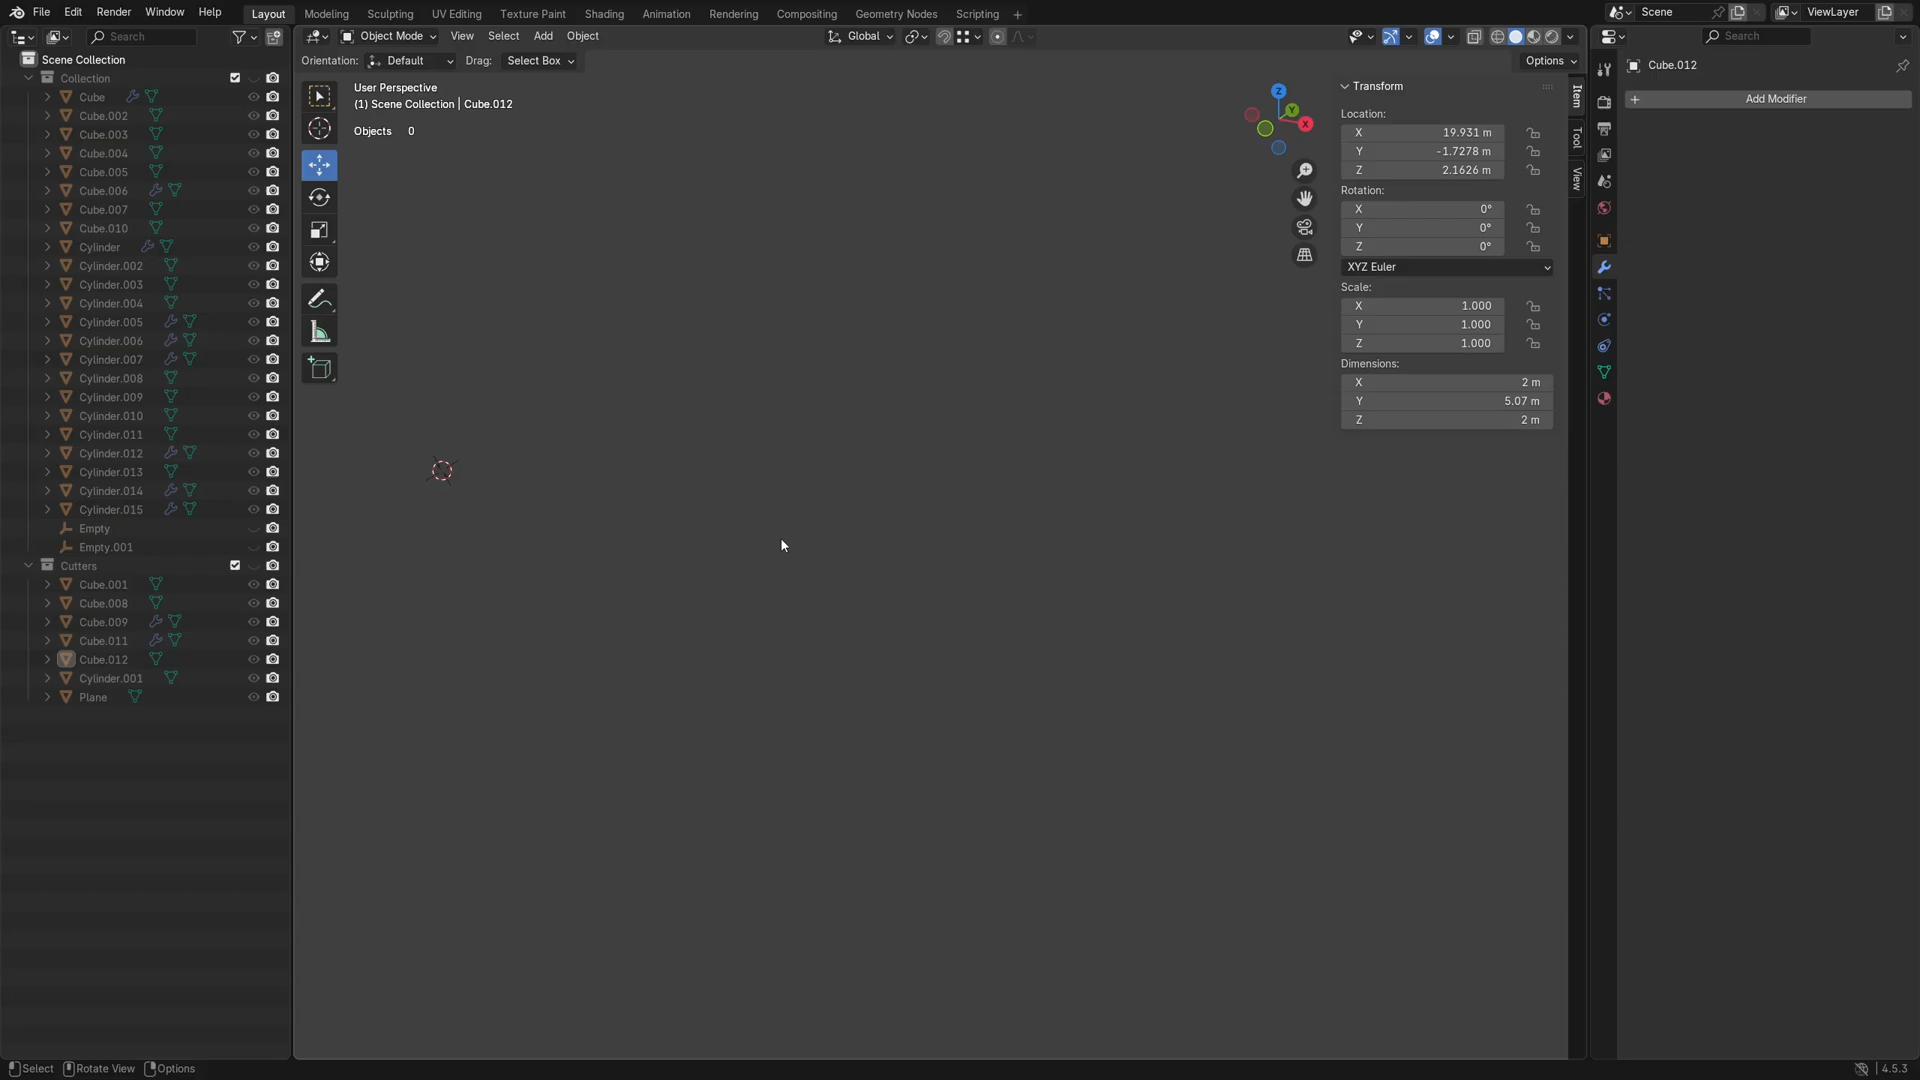 File Edit Render Window Help Layout Modeling Sculpting UV Editing Texture Paint Shading Animation Rendering Compositing Geometry Nodes Scripting + Scene ViewLayer
Search
Scene Collection
Collection
Cube
Cube.002
Cube.003
Cube.004
Cube.005
Cube.006
Cube.007
Cube.010
Cylinder
Cylinder.002
Cylinder.003
Cylinder.004
Cylinder.005
Cylinder.006
Cylinder.007
Cylinder.008
Cylinder.009
Cylinder.010
Cylinder.011
Cylinder.012
Cylinder.013
Cylinder.014
Cylinder.015
Empty
Empty.001
Cutters
Cube.001
Cube.008
Cube.009
Cube.011
Cube.012
Cylinder.001
Plane
Object Mode View Select Add Object Global
Orientation: Default Drag: Select Box Options
User Perspective
(1) Scene Collection | Cube.012
Objects 0
Z
Y
X
Transform
Location:
X 19.931 m
Y -1.7278 m
Z 2.1626 m
Rotation:
X 0°
Y 0°
Z 0°
XYZ Euler
Scale:
X 1.000
Y 1.000
Z 1.000
Dimensions:
X 2 m
Y 5.07 m
Z 2 m
Item
Tool
View
Search
Cube.012
+ Add Modifier
Select Rotate View Options
4.5.3